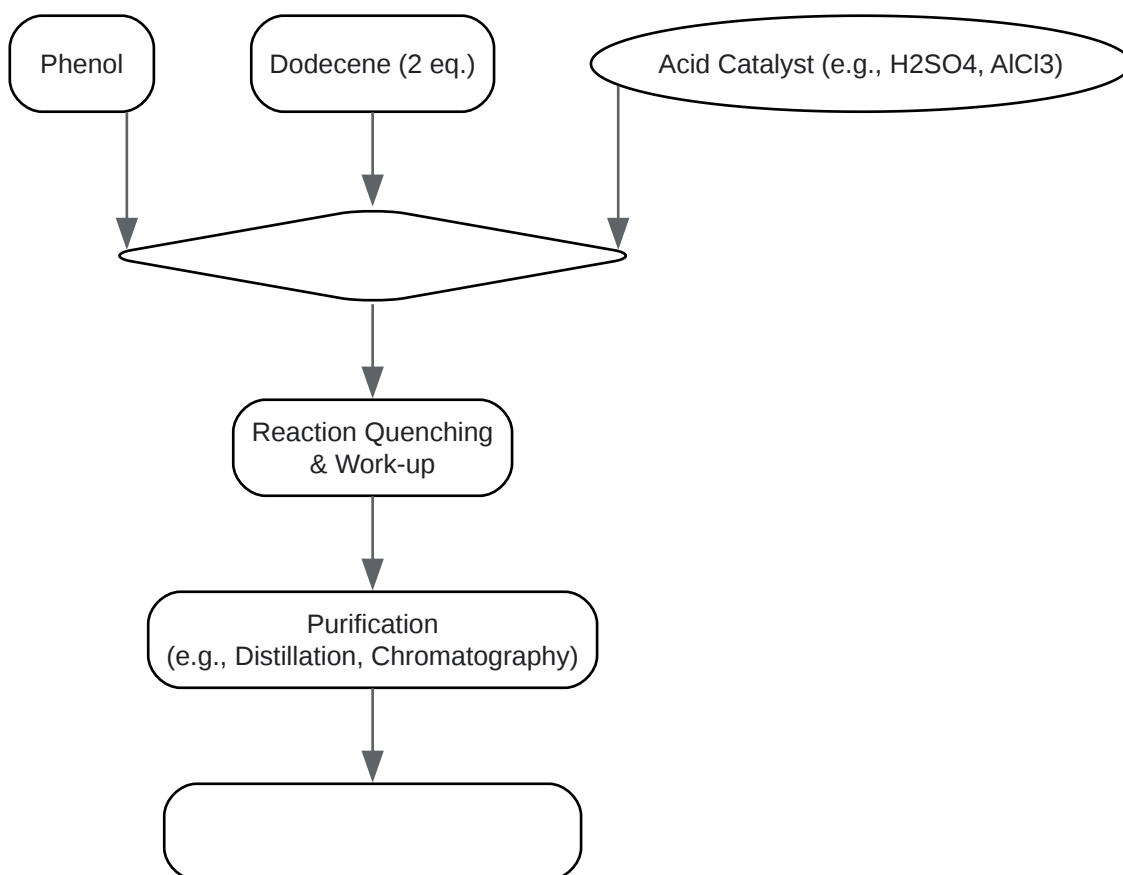 Phenol
Dodecene (2 eq.)
Acid Catalyst (e.g., H2SO4, AlCl3)
Reaction Quenching
& Work-up
Purification
(e.g., Distillation, Chromatography)